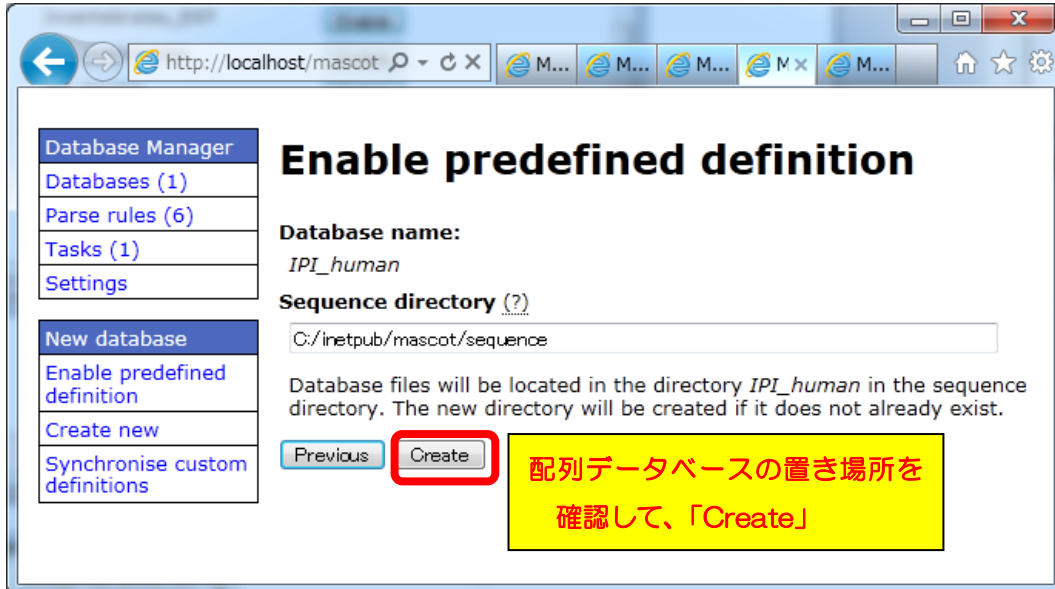 http://localhost/mascot
M...
M...
M...
M
M...
Database Manager
Databases (1)
Parse rules (6)
Tasks (1)
Settings
New database
Enable predefined
definition
Create new
Synchronise custom
definitions
Enable predefined definition
Database name:
IPI_human
Sequence directory (?)
C:/inetpub/mascot/sequence
Database files will be located in the directory IPI_human in the sequence
directory. The new directory will be created if it does not already exist.
Previous
Create
配列データベースの置き場所を
確認して、「Create」